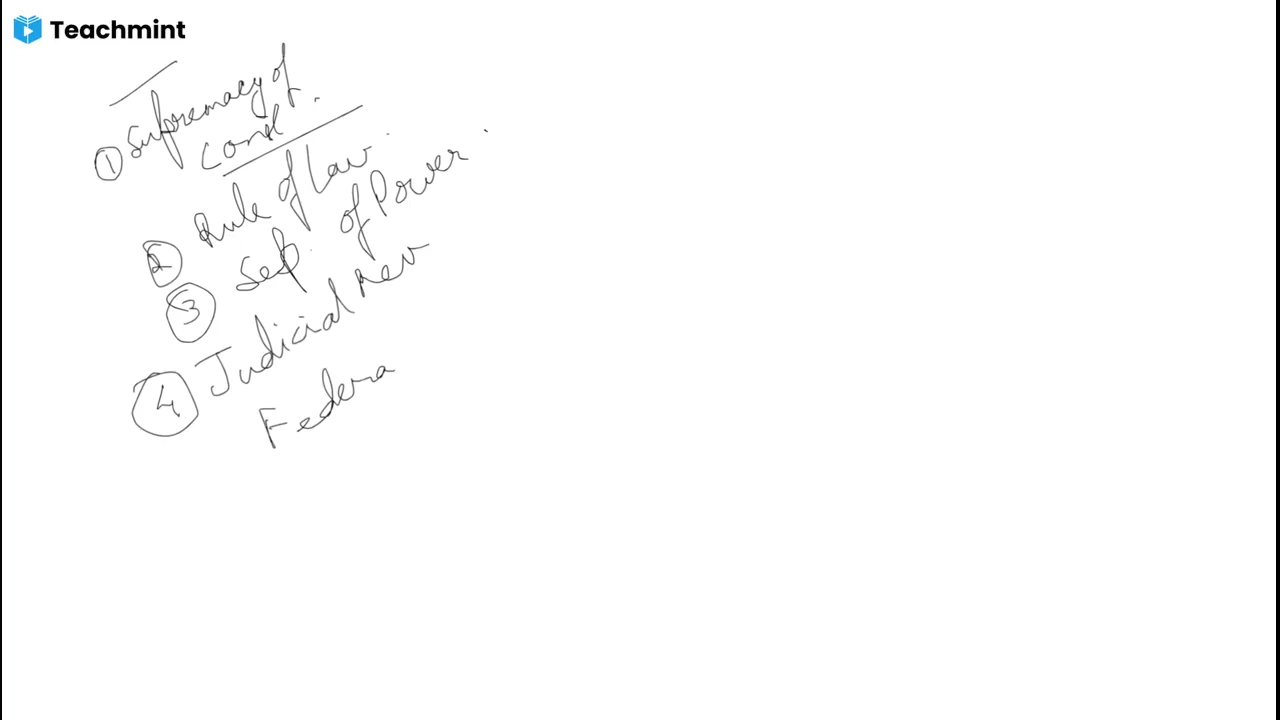 Teachmint
① Supremacy of
Const.
② Rule of Law.
③ Sep. of Power.
④ Judicial Rev
Federa